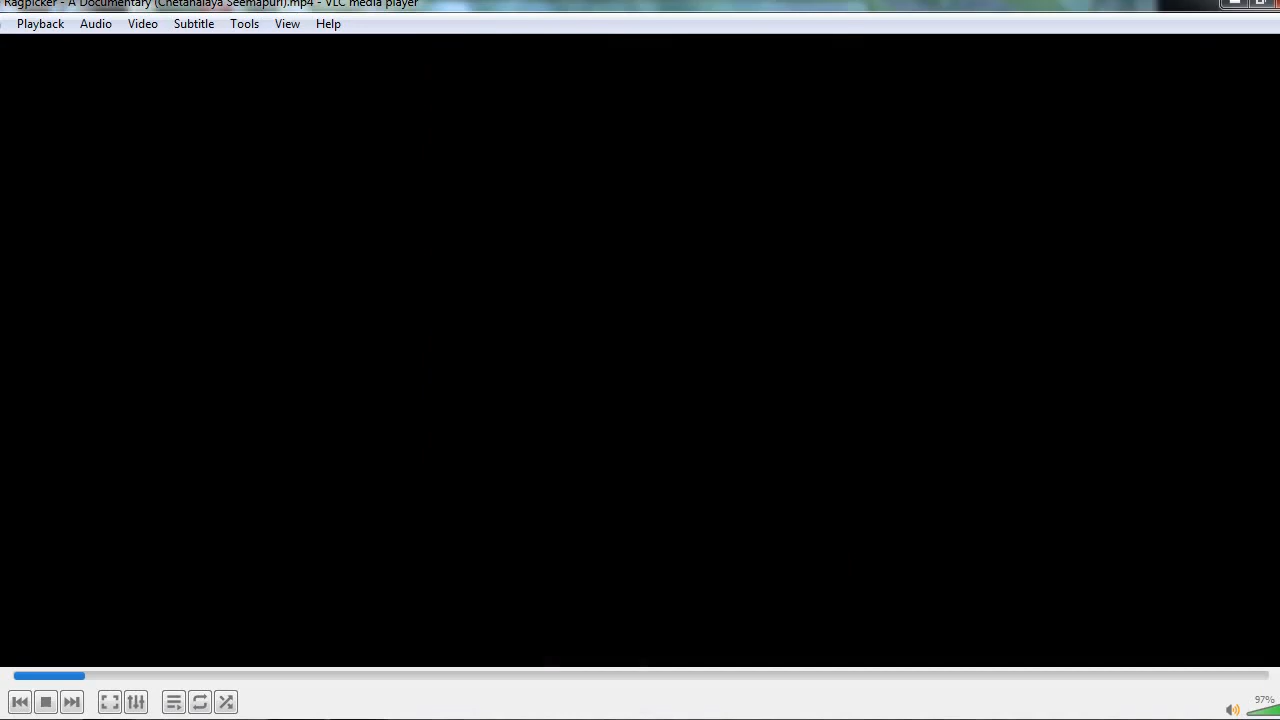 Ragpicker - A Documentary (Chetanalaya Seemapuri).mp4 - VLC media player
Playback Audio Video Subtitle Tools View Help
97%